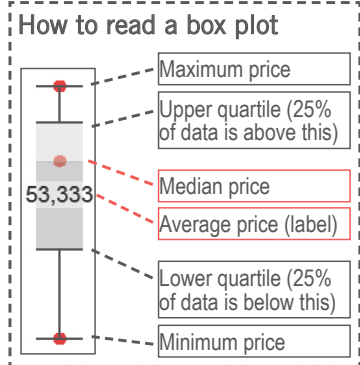 How to read a box plot
Maximum price
Upper quartile (25%
of data is above this)
Median price
53,333
Average price (label)
Lower quartile (25%
of data is below this)
Minimum price